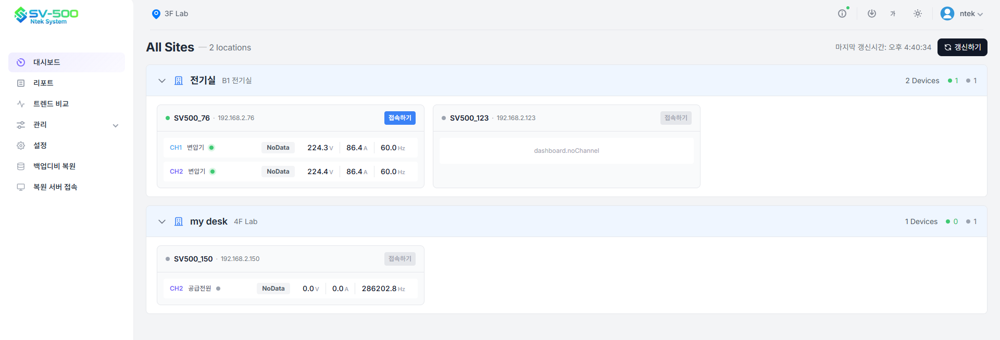 SV-500
Ntek System
3F Lab
가
ntek
대시보드
리포트
트렌드 비교
관리
설정
백업디비 복원
복원 서버 접속
All Sites — 2 locations
마지막 갱신시간: 오후 4:40:34
갱신하기
전기실 B1 전기실
2 Devices 1 1
SV500_76 · 192.168.2.76 접속하기
CH1 변압기 NoData 224.3 V 86.4 A 60.0 Hz
CH2 변압기 NoData 224.4 V 86.4 A 60.0 Hz
SV500_123 · 192.168.2.123 접속하기
dashboard.noChannel
my desk 4F Lab
1 Devices 0 1
SV500_150 · 192.168.2.150 접속하기
CH2 공급전원 NoData 0.0 V 0.0 A 286202.8 Hz